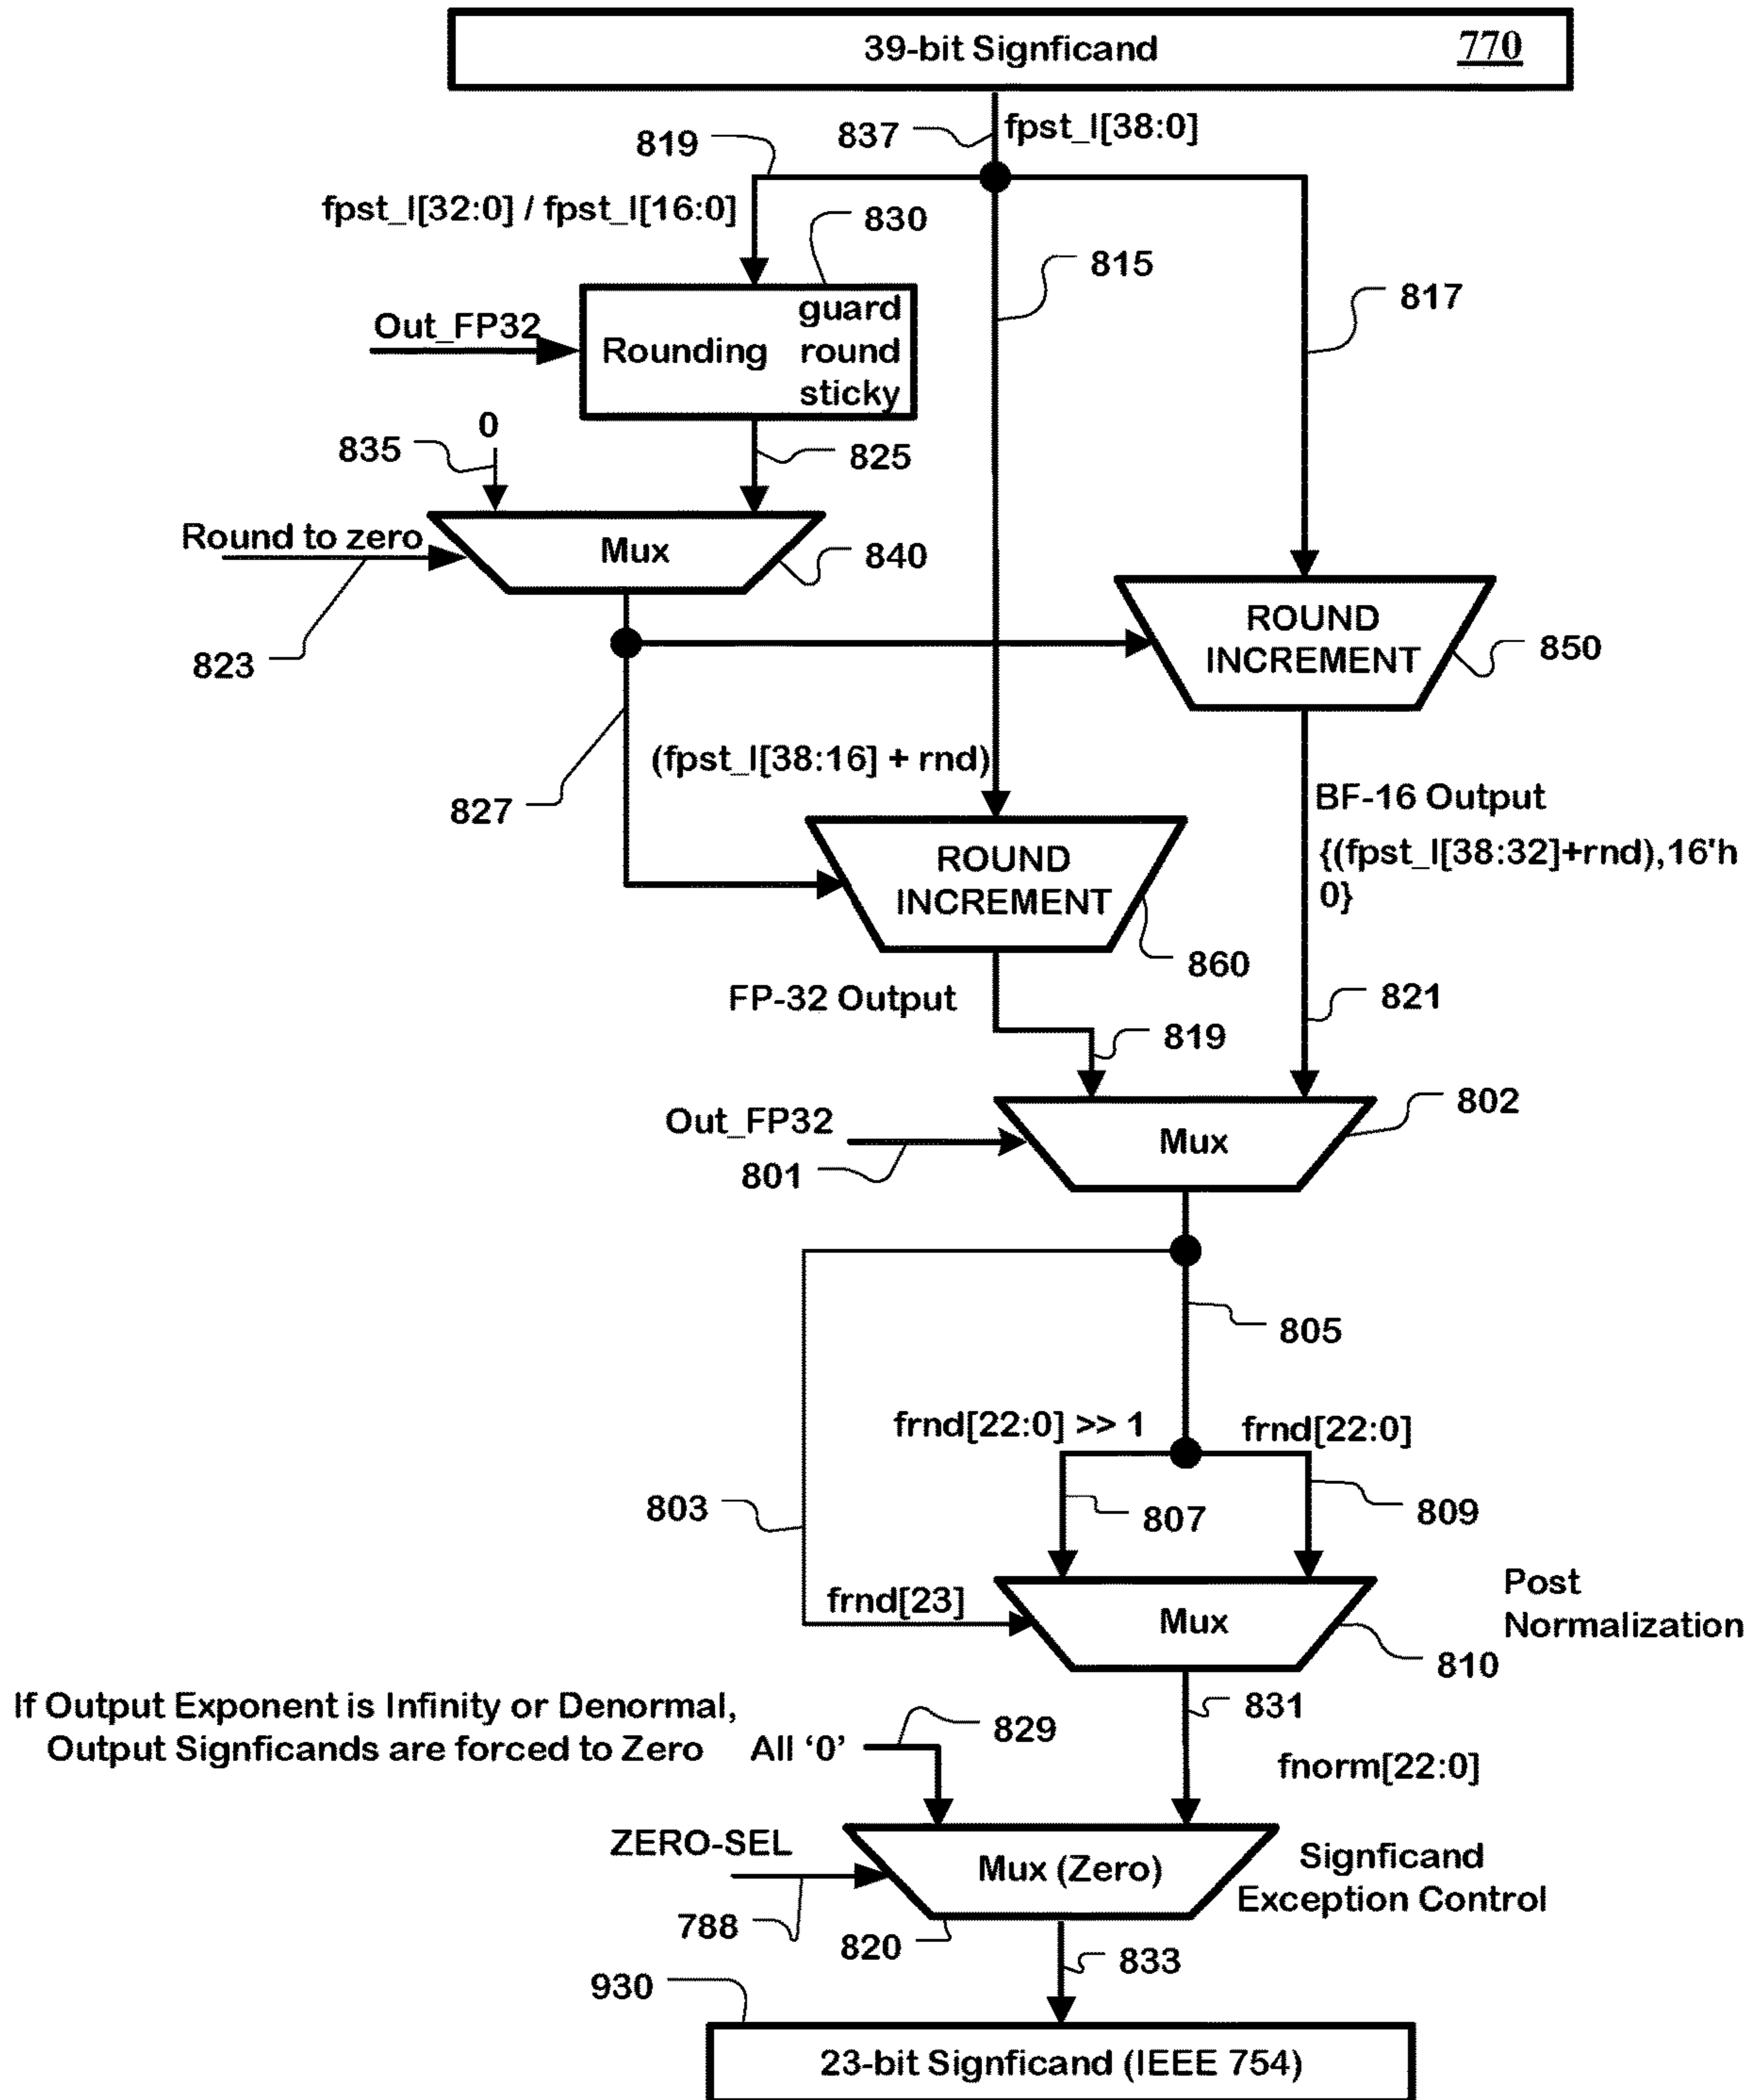 39-bit Signficand 770
837 fpst_l[38:0]
819
fpst_l[32:0] / fpst_l[16:0]
830
815
817
Out_FP32
Rounding
guard
round
sticky
0
835
825
Round to zero
Mux
840
823
ROUND
INCREMENT
850
827
(fpst_l[38:16] + rnd)
BF-16 Output
{(fpst_l[38:32]+rnd),16'h
0}
ROUND
INCREMENT
860
FP-32 Output
821
819
Out_FP32
802
Mux
801
805
frnd[22:0] >> 1
frnd[22:0]
803
807
809
frnd[23]
Mux
Post
Normalization
810
If Output Exponent is Infinity or Denormal,
Output Signficands are forced to Zero
All ‘0’
829
831
fnorm[22:0]
ZERO-SEL
Mux (Zero)
Signficand
Exception Control
788
820
833
930
23-bit Signficand (IEEE 754)